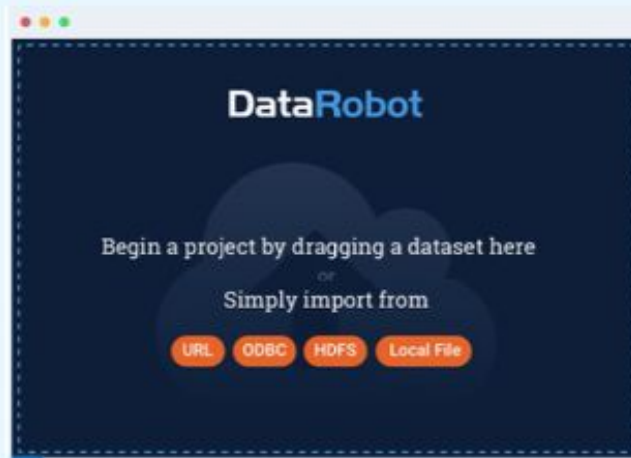 DataRobot
Begin a project by dragging a dataset here
or
Simply import from
URL ODBC HDFS Local File